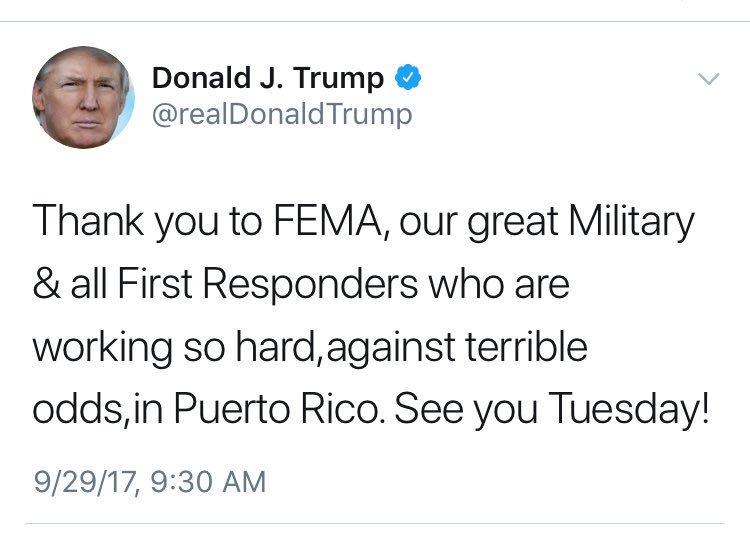 Donald J. Trump
@realDonaldTrump
Thank you to FEMA, our great Military
& all First Responders who are
working so hard,against terrible
odds,in Puerto Rico. See you Tuesday!
9/29/17, 9:30 AM